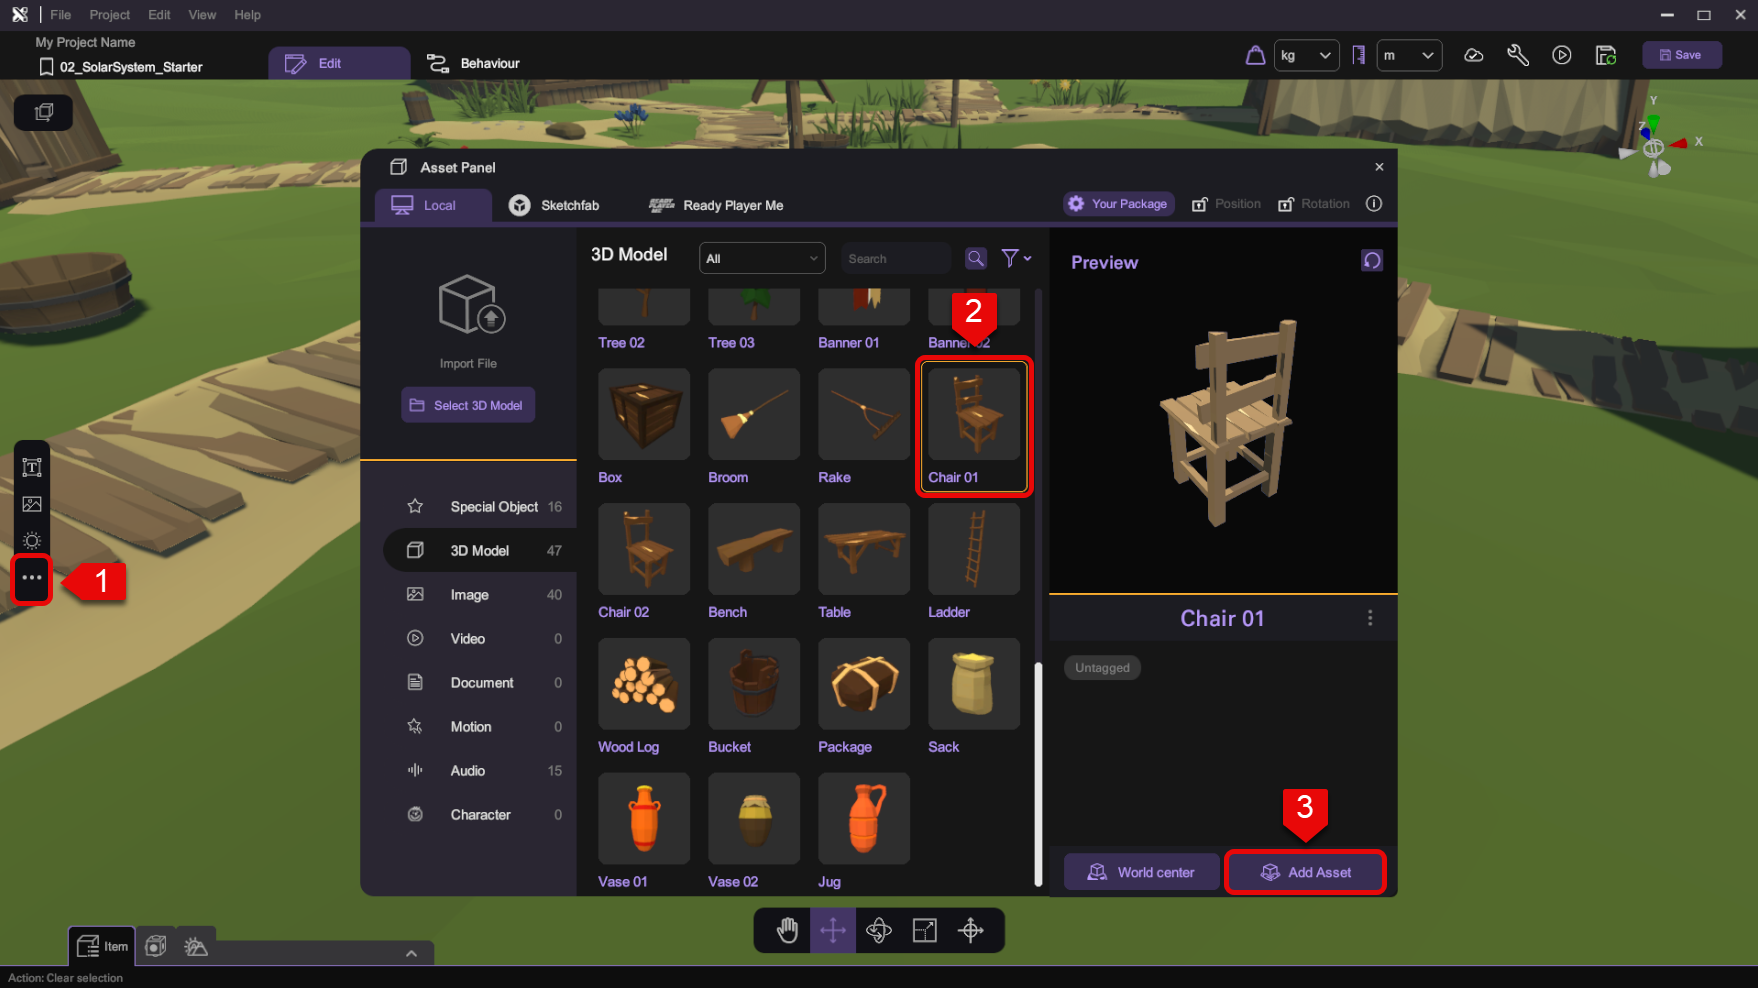 File Project Edit View Help
My Project Name
02_SolarSystem_Starter
Edit
Behaviour
kg
m
Save
Y
Z
X
Asset Panel
Local
Sketchfab
READY PLAYER ME
Ready Player Me
Your Package
Position
Rotation
Import File
Select 3D Model
Special Object 16
3D Model 47
Image 40
Video 0
Document 0
Motion 0
Audio 15
Character 0
3D Model
All
Search
2
Tree 02 Tree 03 Banner 01 Banner 02
Box Broom Rake Chair 01
Chair 02 Bench Table Ladder
Wood Log Bucket Package Sack
Vase 01 Vase 02 Jug
Preview
Chair 01
Untagged
3
World center
Add Asset
T
1
Item
Action: Clear selection